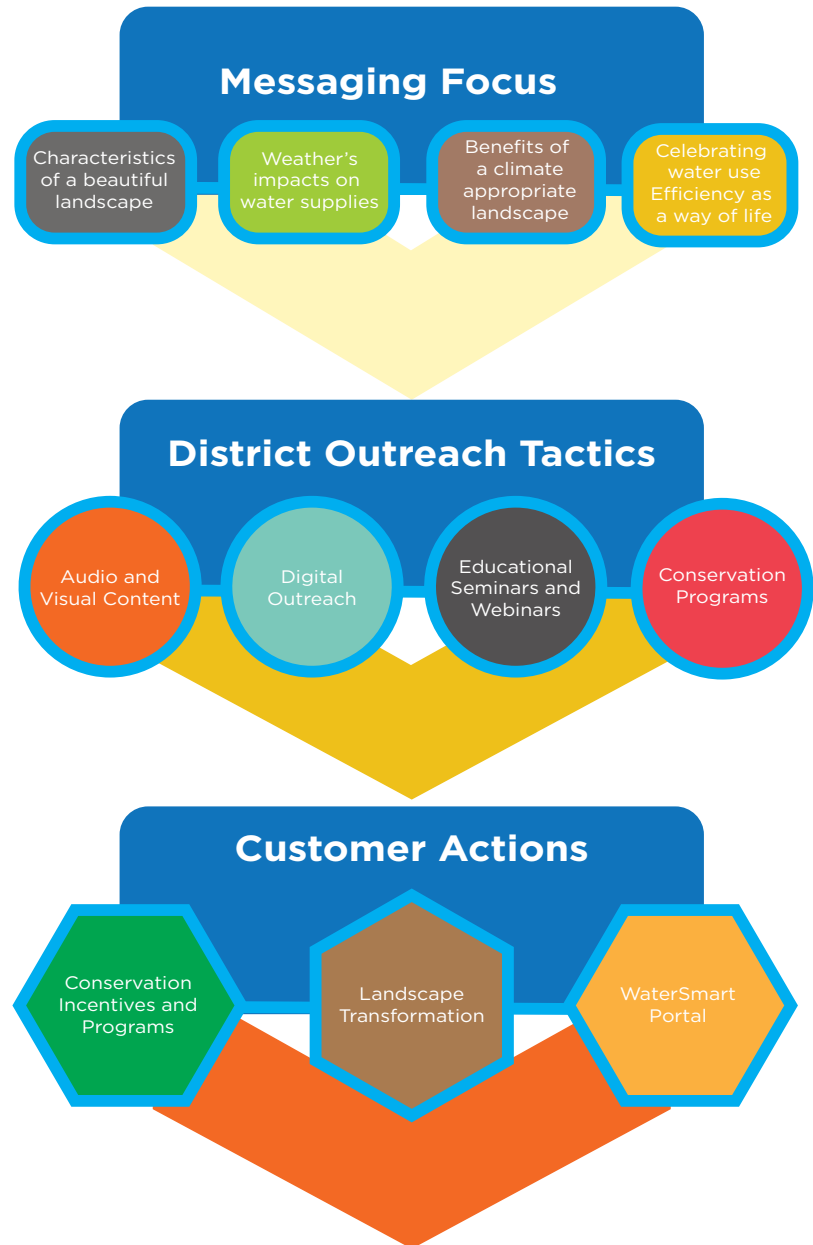 Messaging Focus
Characteristics
of a beautiful
landscape
Weather's
impacts on
water supplies
Benefits of
a climate
appropriate
landscape
Celebrating
water use
Efficiency as
a way of life
District Outreach Tactics
Audio and
Visual Content
Digital
Outreach
Educational
Seminars and
Webinars
Conservation
Programs
Customer Actions
Conservation
Incentives and
Programs
Landscape
Transformation
WaterSmart
Portal